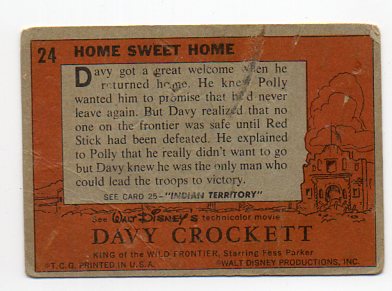 24 HOME SWEET HOME
Davy got a great welcome when he
returned home. He knew Polly
wanted him to promise that he'd never
leave again. But Davy realized that no
one on the frontier was safe until Red
Stick had been defeated. He explained
to Polly that he really didn't want to go
but Davy knew he was the only man who
could lead the troops to victory.
SEE CARD 25-"INDIAN TERRITORY"
See WALT DISNEY'S technicolor movie
DAVY CROCKETT
KING of the WILD FRONTIER, Starring Fess Parker
©T.C.G. PRINTED IN U.S.A. ©WALT DISNEY PRODUCTIONS, INC.